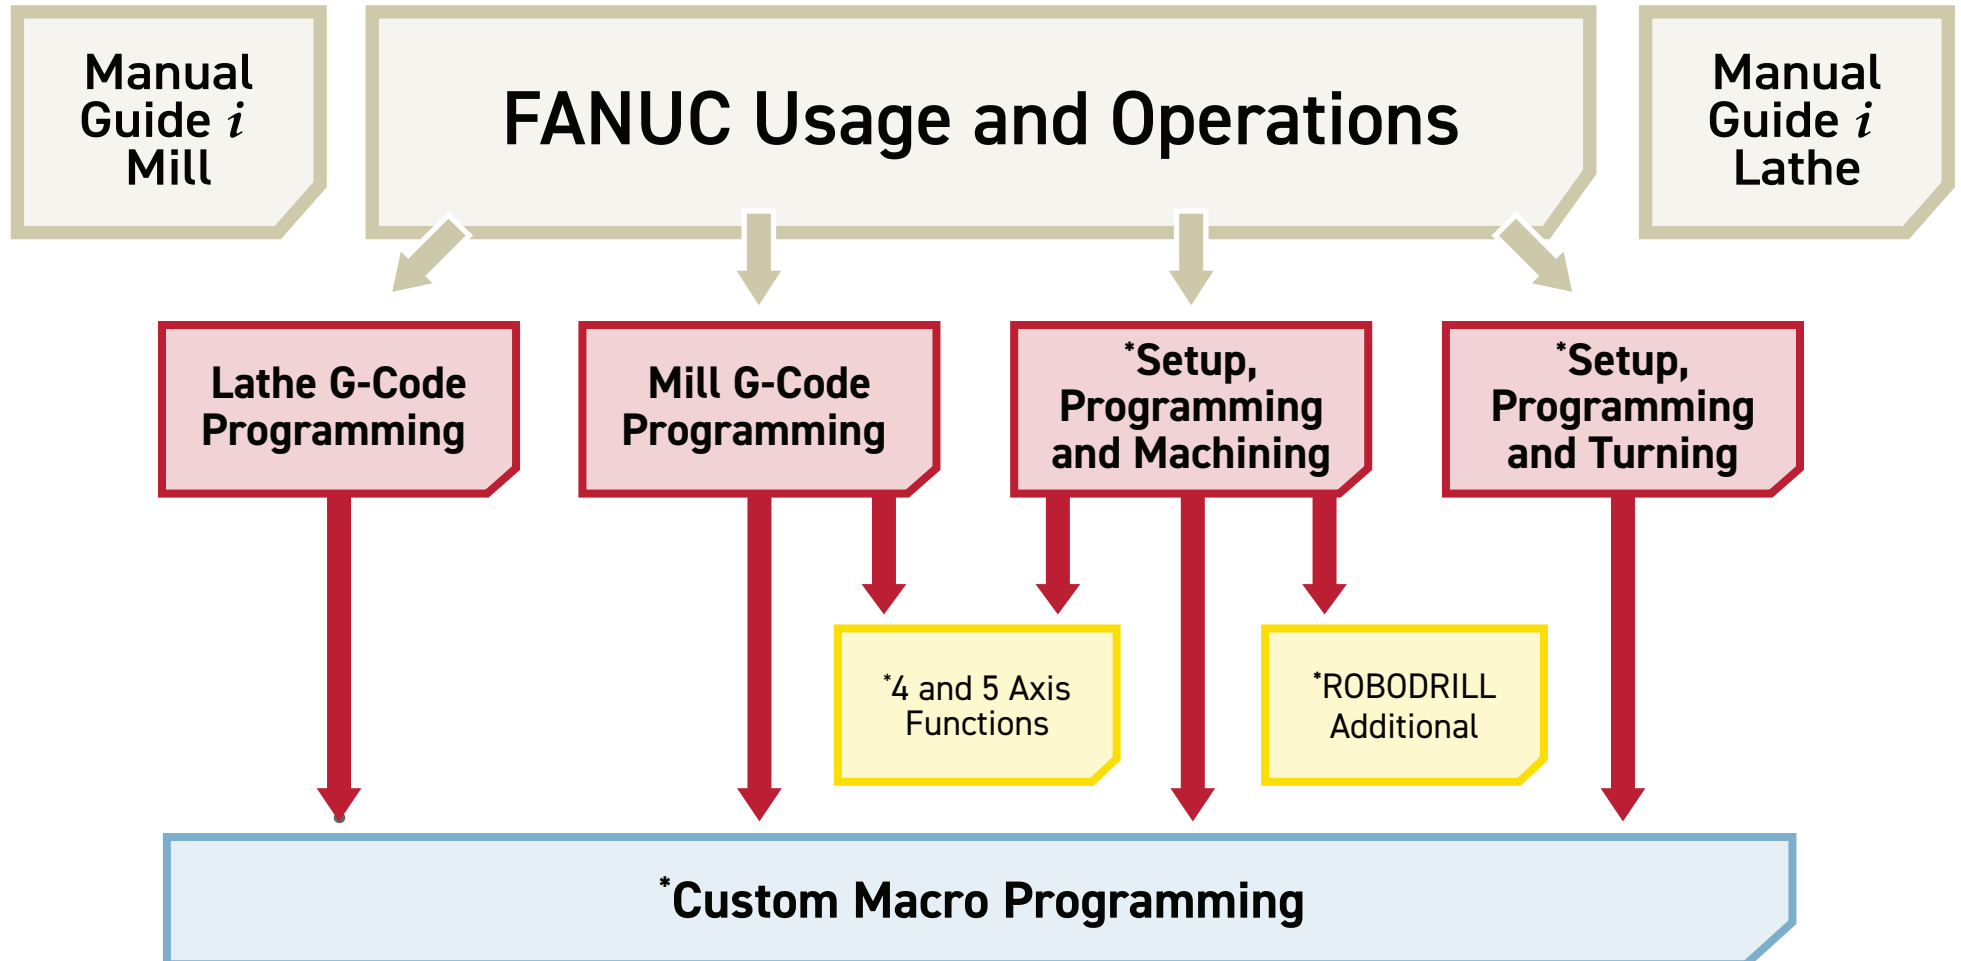 Manual
Guide i
Mill
FANUC Usage and Operations
Manual
Guide i
Lathe
Lathe G-Code
Programming
Mill G-Code
Programming
*Setup,
Programming
and Machining
*Setup,
Programming
and Turning
*4 and 5 Axis
Functions
*ROBODRILL
Additional
*Custom Macro Programming